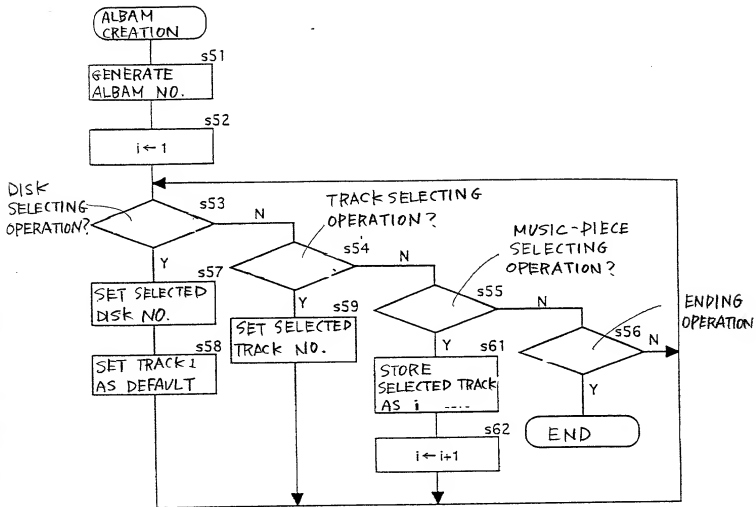 ALBAM
CREATION
s51
GENERATE
ALBAM NO.
s52
i ← 1
DISK
SELECTING
OPERATION?
s53
N
Y
TRACK SELECTING
OPERATION?
s54
N
Y
MUSIC-PIECE
SELECTING
OPERATION?
s55
N
Y
ENDING
OPERATION
s56
N
Y
s57
SET SELECTED
DISK NO.
s58
SET TRACK 1
AS DEFAULT
s59
SET SELECTED
TRACK NO.
s61
STORE
SELECTED TRACK
AS i
s62
i ← i+1
END